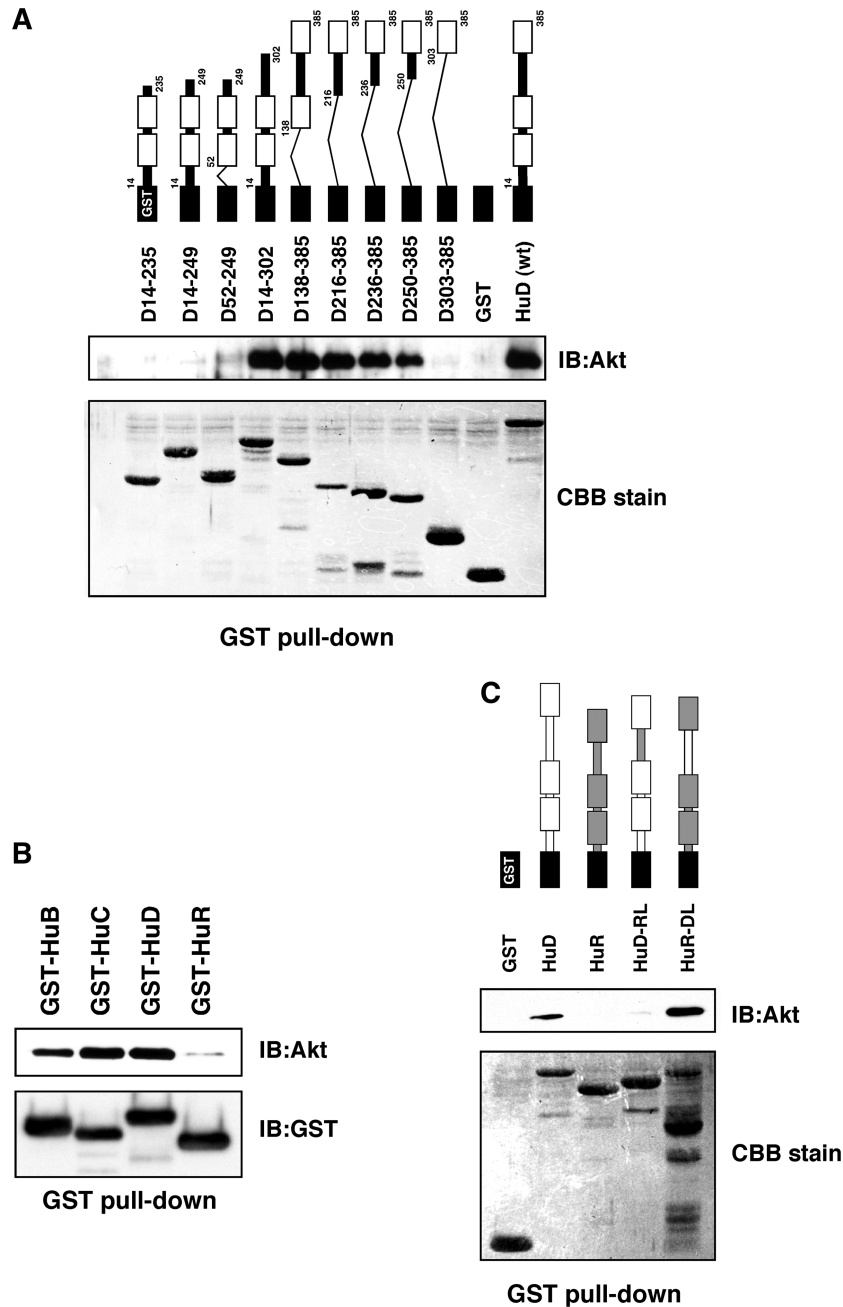 A
235
249
249
302
385
385
385
385
385
385
303
250
236
216
138
52
14
14
14
14
GST
D14-235
D14-249
D52-249
D14-302
D138-385
D216-385
D236-385
D250-385
D303-385
GST
HuD (wt)
IB:Akt
CBB stain
GST pull-down
B
GST-HuB
GST-HuC
GST-HuD
GST-HuR
IB:Akt
IB:GST
GST pull-down
C
GST
GST
HuD
HuR
HuD-RL
HuR-DL
IB:Akt
CBB stain
GST pull-down